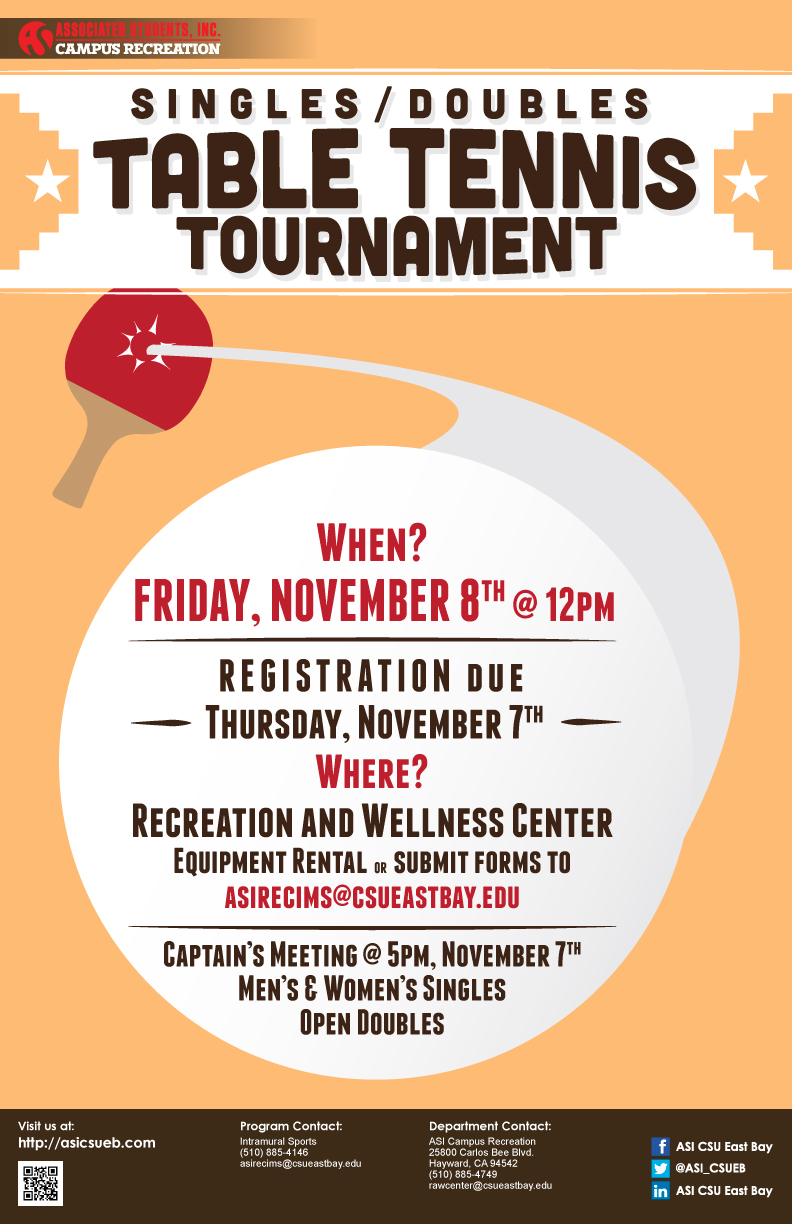 ASSOCIATED STUDENTS, INC.
CAMPUS RECREATION
SINGLES / DOUBLES
TABLE TENNIS
TOURNAMENT
WHEN?
FRIDAY, NOVEMBER 8TH @ 12PM
REGISTRATION DUE
THURSDAY, NOVEMBER 7TH
WHERE?
RECREATION AND WELLNESS CENTER
EQUIPMENT RENTAL OR SUBMIT FORMS TO
ASIRECIMS@CSUEASTBAY.EDU
CAPTAIN'S MEETING @ 5PM, NOVEMBER 7TH
MEN'S & WOMEN'S SINGLES
OPEN DOUBLES
Visit us at:
http://asicsueb.com
Program Contact:
Intramural Sports
(510) 885-4146
asirecims@csueastbay.edu
Department Contact:
ASI Campus Recreation
25800 Carlos Bee Blvd.
Hayward, CA 94542
(510) 885-4749
rawcenter@csueastbay.edu
f ASI CSU East Bay
@ASI_CSUEB
in ASI CSU East Bay